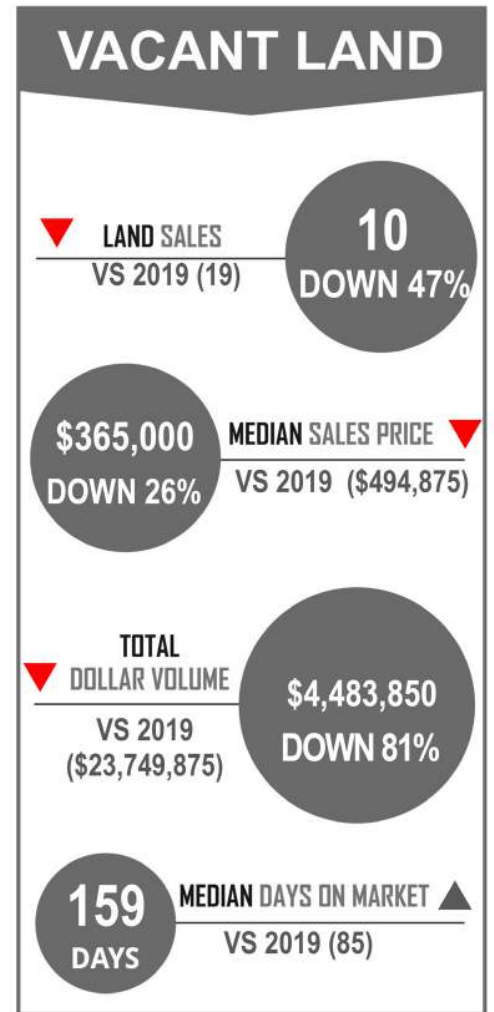 VACANT LAND
LAND SALES
VS 2019 (19)
10
DOWN 47%
$365,000
DOWN 26%
MEDIAN SALES PRICE
VS 2019 ($494,875)
TOTAL
DOLLAR VOLUME
VS 2019
($23,749,875)
$4,483,850
DOWN 81%
159
DAYS
MEDIAN DAYS ON MARKET
VS 2019 (85)